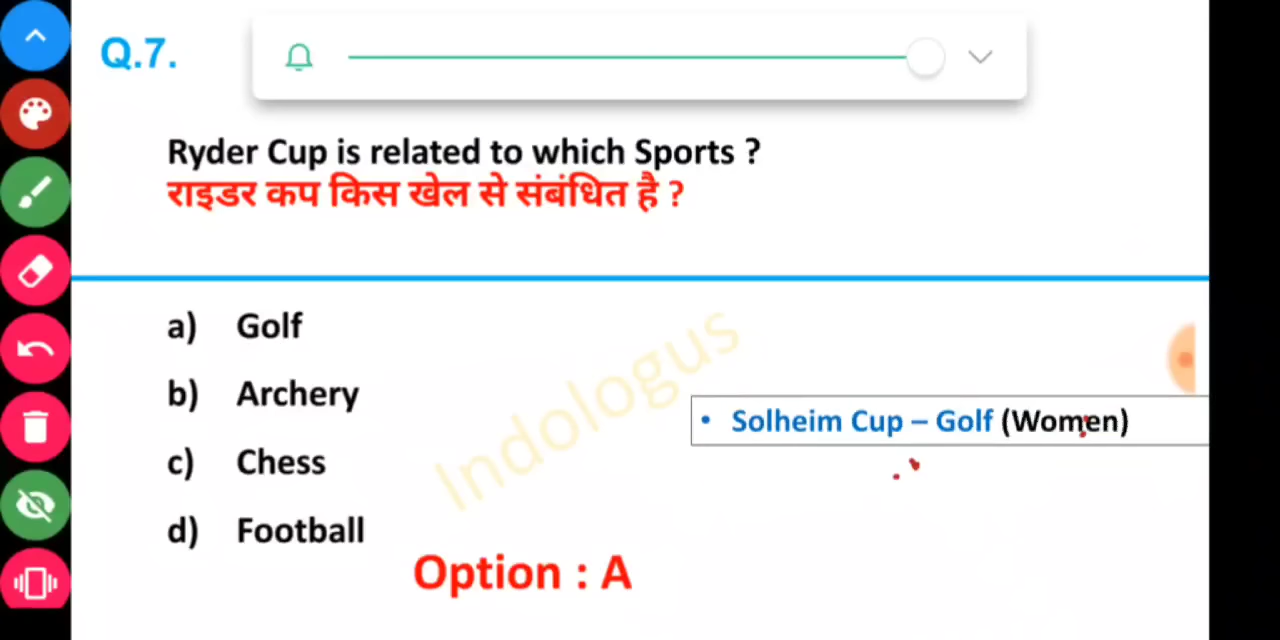 Q.7.
Ryder Cup is related to which Sports ?
राइडर कप किस खेल से संबंधित है ?
a) Golf
b) Archery
c) Chess
d) Football
Indologus
• Solheim Cup – Golf (Women)
Option : A